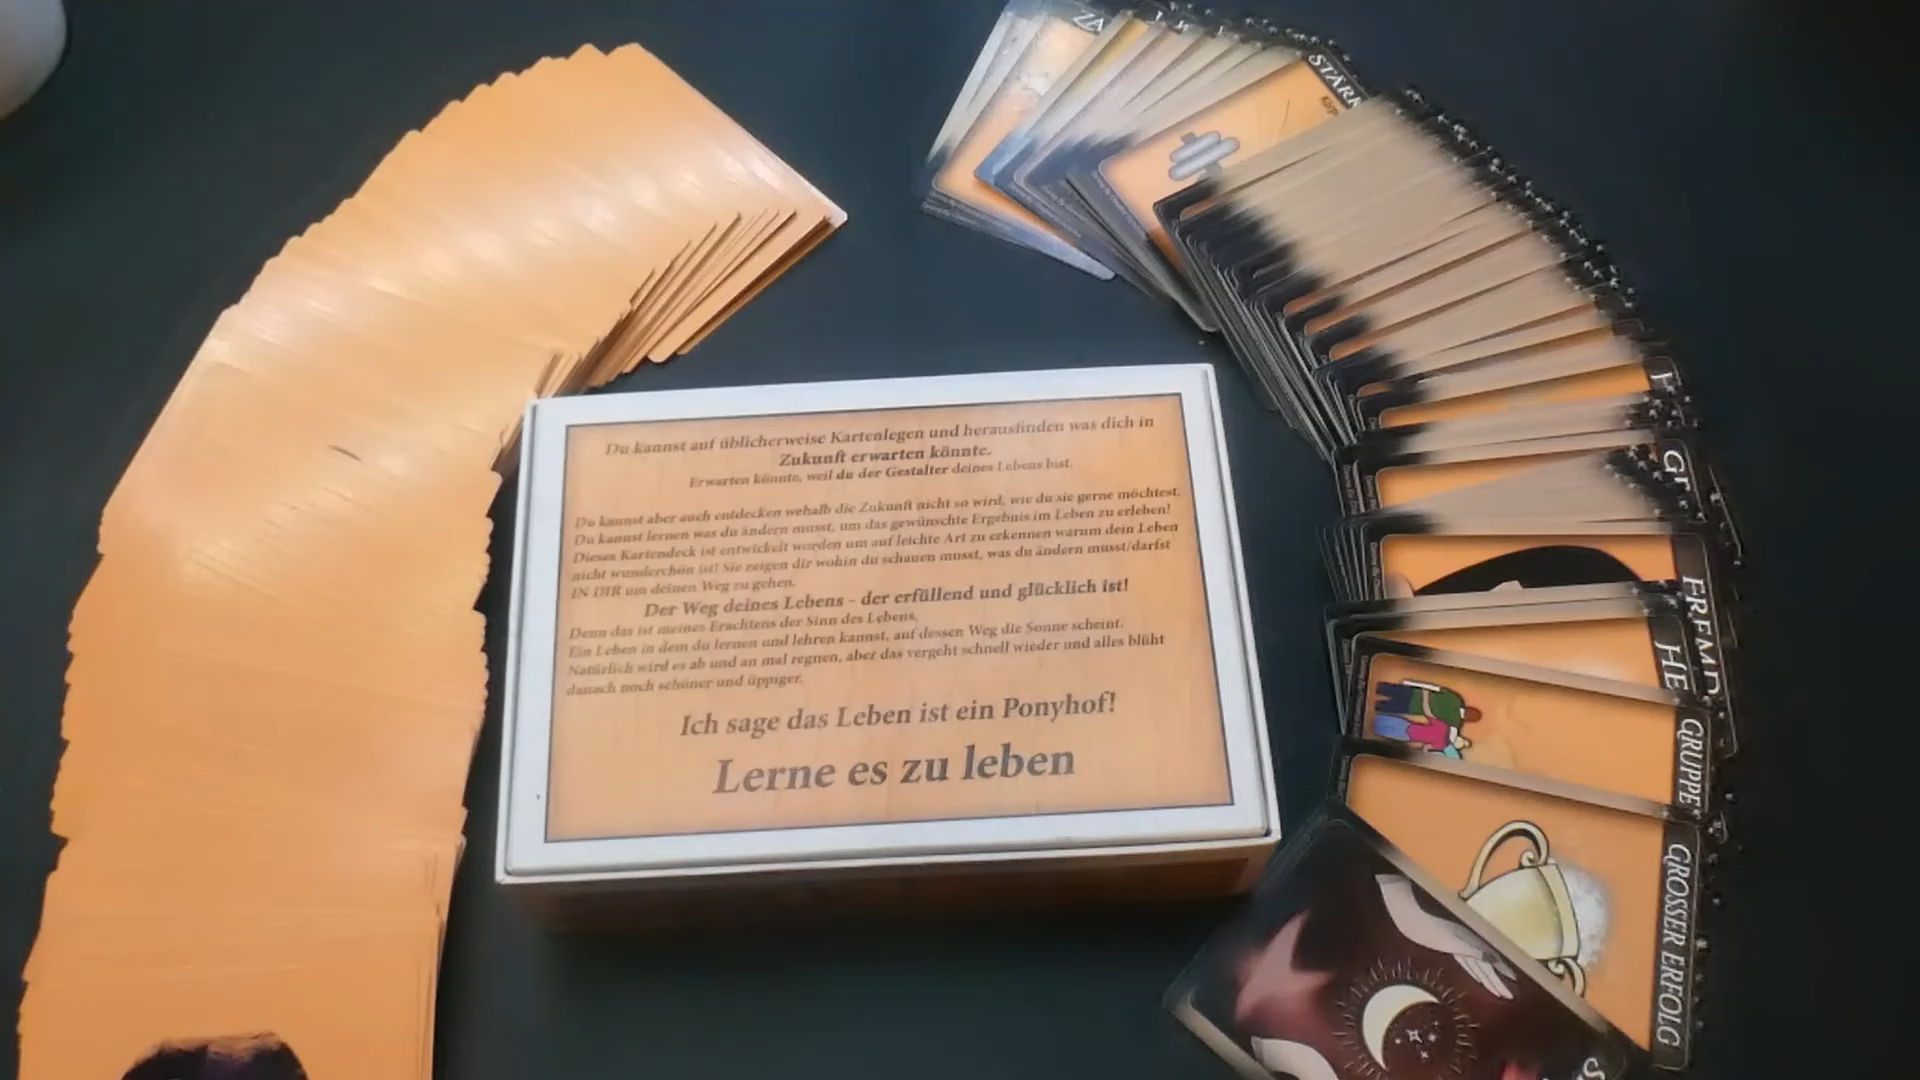 Du kannst auf üblicherweise Kartenlegen und herausfinden was dich in
Zukunft erwarten könnte.
Erwarten könnte, weil du der Gestalter deines Lebens bist.
Du kannst aber auch entdecken wehalb die Zukunft nicht so wird, wie du sie gerne möchtest.
Du kannst lernen was du ändern musst, um das gewünschte Ergebnis im Leben zu erleben!
Dieses Kartendeck ist entwickelt worden um auf leichte Art zu erkennen warum dein Leben
nicht wunderchön ist! Sie zeigen dir wohin du schauen musst, was du ändern musst/darfst
IN DIR um deinen Weg zu gehen.
Der Weg deines Lebens - der erfüllend und glücklich ist!
Denn das ist meines Erachtens der Sinn des Lebens,
Ein Leben in dem du lernen und lehren kannst, auf dessen Weg die Sonne scheint.
Natürlich wird es ab und an mal regnen, aber das vergeht schnell wieder und alles blüht
danach noch schöner und üppiger.
Ich sage das Leben ist ein Ponyhof!
Lerne es zu leben
STÄRK
FREMD
HE
GRUPPE
GROSSER ERFOLG